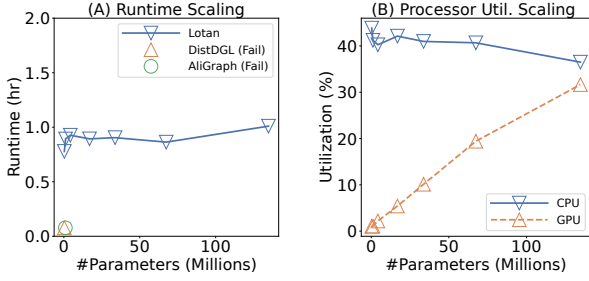 (A) Runtime Scaling
2.0
1.5
1.0
0.5
0.0
Runtime (hr)
Lotan
DistDGL (Fail)
AliGraph (Fail)
0
50
100
#Parameters (Millions)
(B) Processor Util. Scaling
40
30
20
10
0
Utilization (%)
CPU
GPU
0
50
100
#Parameters (Millions)